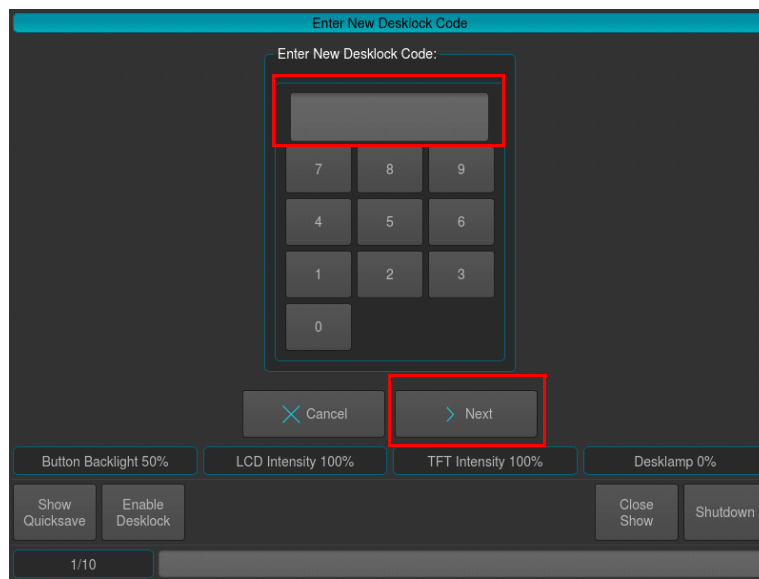 Enter New Desklock Code
Enter New Desklock Code:
7 8 9
4 5 6
1 2 3
0
Cancel Next
Button Backlight 50% LCD Intensity 100% TFT Intensity 100% Desklamp 0%
Show Quicksave
Enable Desklock
Close Show
Shutdown
1/10